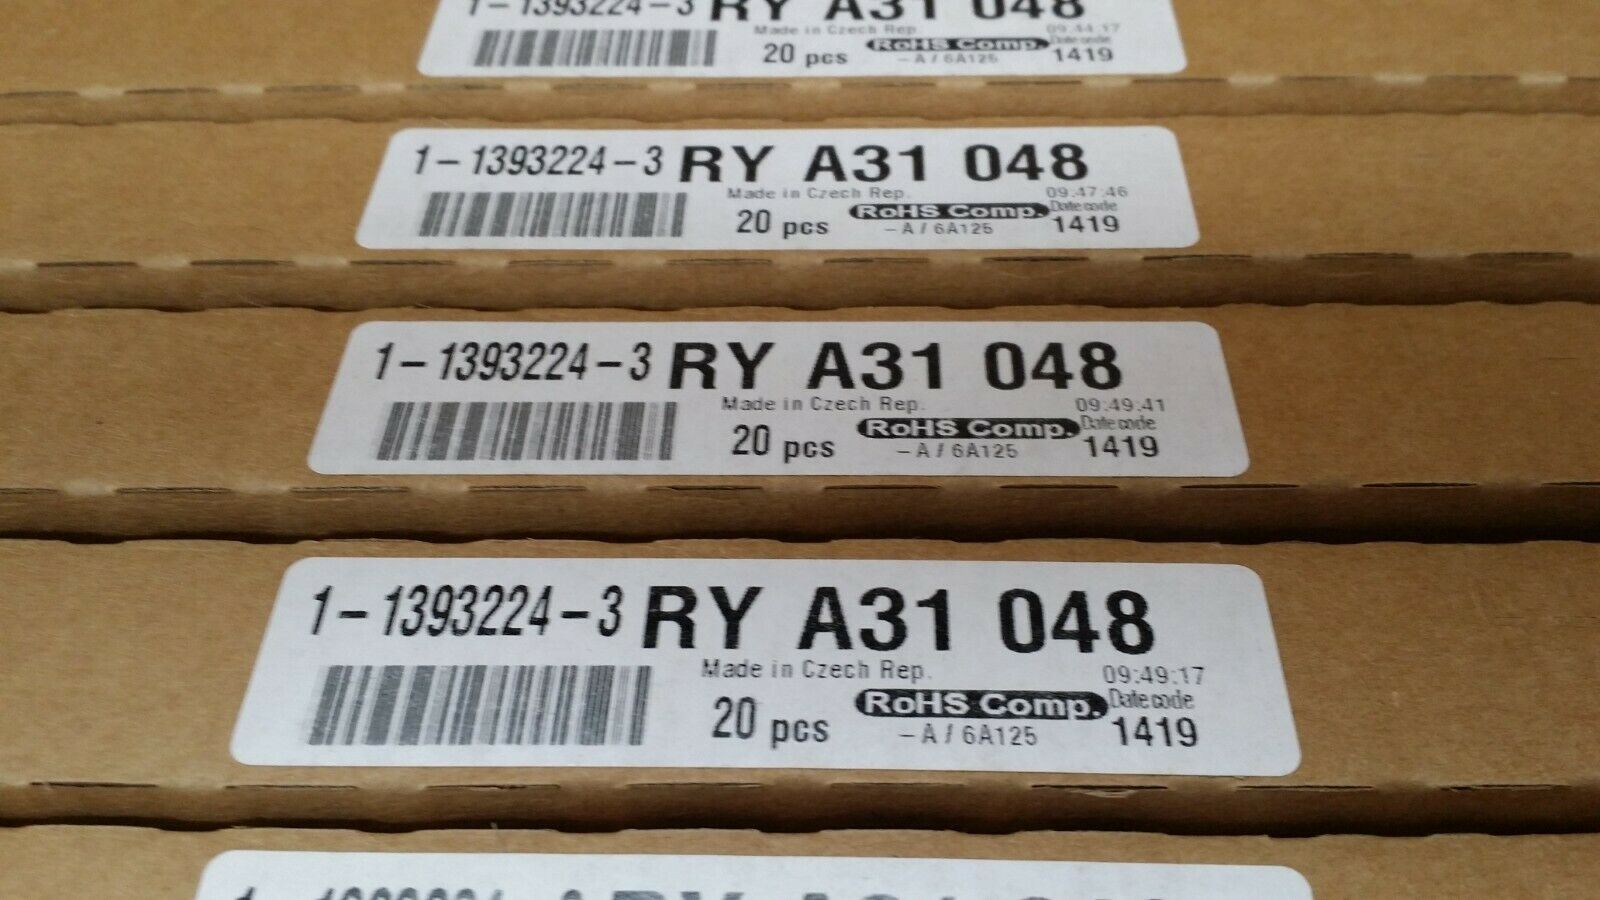 1-1393224-3 RY A31 048
Made in Czech Rep. 09:44:17
20 pcs RoHS Comp. Date code
-A / 6A125 1419
1-1393224-3 RY A31 048
Made in Czech Rep. 09:47:46
20 pcs RoHS Comp. Date code
-A / 6A125 1419
1-1393224-3 RY A31 048
Made in Czech Rep. 09:49:41
20 pcs RoHS Comp. Date code
-A / 6A125 1419
1-1393224-3 RY A31 048
Made in Czech Rep. 09:49:17
20 pcs RoHS Comp. Date code
-A / 6A125 1419